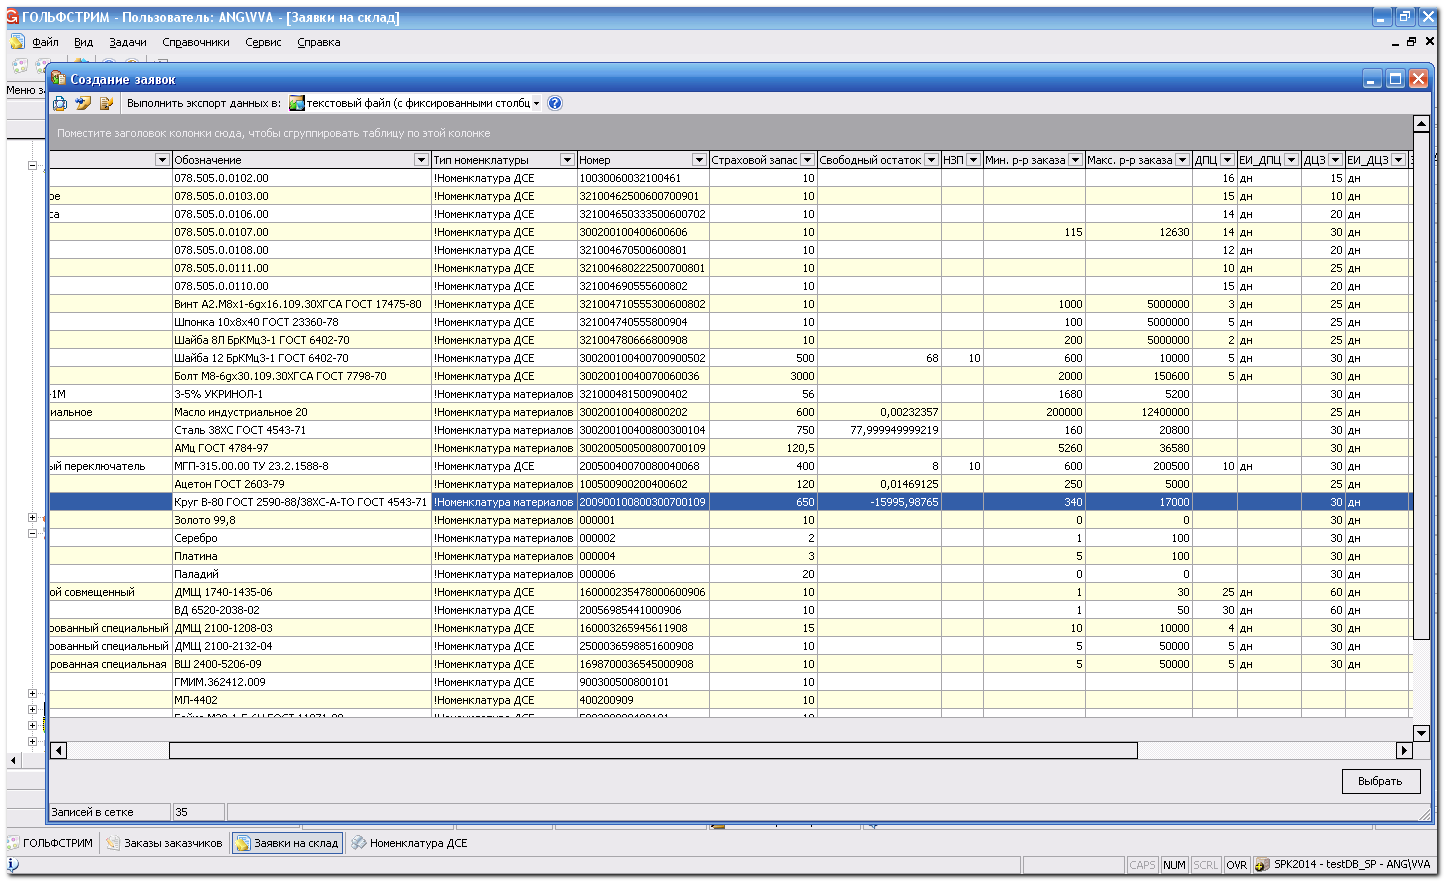 ГОЛЬФСТРИМ - Пользователь: ANG\VVA - [Заявки на склад]
Файл Вид Задачи Справочники Сервис Справка
Меню за
Создание заявок
Выполнить экспорт данных в: текстовый файл (с фиксированными столбц
Поместите заголовок колонки сюда, чтобы сгруппировать таблицу по этой колонке
Обозначение Тип номенклатуры Номер Страховой запас Свободный остаток НЗП Мин. р-р заказа Макс. р-р заказа ДПЦ ЕИ_ДПЦ ДЦЗ ЕИ_ДЦЗ
078.505.0.0102.00 !Номенклатура ДСЕ 10030060032100461 10 16 дн 15 дн
ое 078.505.0.0103.00 !Номенклатура ДСЕ 32100462500600700901 10 15 дн 10 дн
са 078.505.0.0106.00 !Номенклатура ДСЕ 321004650333500600702 10 14 дн 20 дн
078.505.0.0107.00 !Номенклатура ДСЕ 300200100400600606 10 115 12630 14 дн 30 дн
078.505.0.0108.00 !Номенклатура ДСЕ 321004670500600801 10 12 дн 20 дн
078.505.0.0111.00 !Номенклатура ДСЕ 321004680222500700801 10 10 дн 25 дн
078.505.0.0110.00 !Номенклатура ДСЕ 321004690555600802 10 15 дн 20 дн
Винт А2.М8х1-6gх16.109.30ХГСА ГОСТ 17475-80 !Номенклатура ДСЕ 321004710555300600802 10 1000 5000000 3 дн 25 дн
Шпонка 10х8х40 ГОСТ 23360-78 !Номенклатура ДСЕ 321004740555800904 10 100 5000000 5 дн 25 дн
Шайба 8Л БрКМц3-1 ГОСТ 6402-70 !Номенклатура ДСЕ 321004780666800908 10 200 5000000 2 дн 25 дн
Шайба 12 БрКМц3-1 ГОСТ 6402-70 !Номенклатура ДСЕ 300200100400700900502 500 68 10 600 10000 5 дн 30 дн
Болт М8-6gх30.109.30ХГСА ГОСТ 7798-70 !Номенклатура ДСЕ 30020010040070060036 3000 2000 150600 5 дн 30 дн
-1М 3-5% УКРИНОЛ-1 !Номенклатура материалов 321000481500900402 56 1680 5200 30 дн
иальное Масло индустриальное 20 !Номенклатура материалов 300200100400800202 600 0,00232357 200000 12400000 25 дн
Сталь 38ХС ГОСТ 4543-71 !Номенклатура материалов 300200100400800300104 750 77,999949999219 160 20800 30 дн
АМц ГОСТ 4784-97 !Номенклатура материалов 300200500500800700109 120,5 5260 36580 30 дн
ый переключатель МГП-315.00.00 ТУ 23.2.1588-8 !Номенклатура материалов 20050040070080040068 400 8 10 600 200500 10 дн 30 дн
Ацетон ГОСТ 2603-79 !Номенклатура материалов 100500900200400602 120 0,01469125 250 5000 25 дн
Круг В-80 ГОСТ 2590-88/38ХС-А-ТО ГОСТ 4543-71 !Номенклатура материалов 200900100800300700109 650 -15995,98765 340 17000 30 дн
Золото 99,8 !Номенклатура материалов 000001 10 0 0 30 дн
Серебро !Номенклатура материалов 000002 2 1 100 30 дн
Платина !Номенклатура материалов 000004 3 5 100 30 дн
Паладий !Номенклатура материалов 000006 20 0 0 30 дн
ой совмещенный ДМЩ 1740-1435-06 !Номенклатура ДСЕ 160000235478000600906 10 1 30 25 дн 60 дн
ВД 6520-2038-02 !Номенклатура ДСЕ 20056985441000906 10 1 50 30 дн 60 дн
рованный специальный ДМЩ 2100-1208-03 !Номенклатура ДСЕ 160003265945611908 15 10 10000 4 дн 30 дн
рованный специальный ДМЩ 2100-2132-04 !Номенклатура ДСЕ 2500036598851600908 10 5 50000 5 дн 30 дн
рованная специальная ВШ 2400-5206-09 !Номенклатура ДСЕ 1698700036545000908 10 5 50000 5 дн 30 дн
ГМИМ.362412.009 !Номенклатура ДСЕ 900300500800101 10
МЛ-4402 !Номенклатура ДСЕ 400200909 10
!Номенклатура ДСЕ 10
Выбрать
Записей в сетке 35
ГОЛЬФСТРИМ Заказы заказчиков Заявки на склад Номенклатура ДСЕ
CAPS NUM SCRL OVR SPK2014 - testDB_SP - ANG\VVA